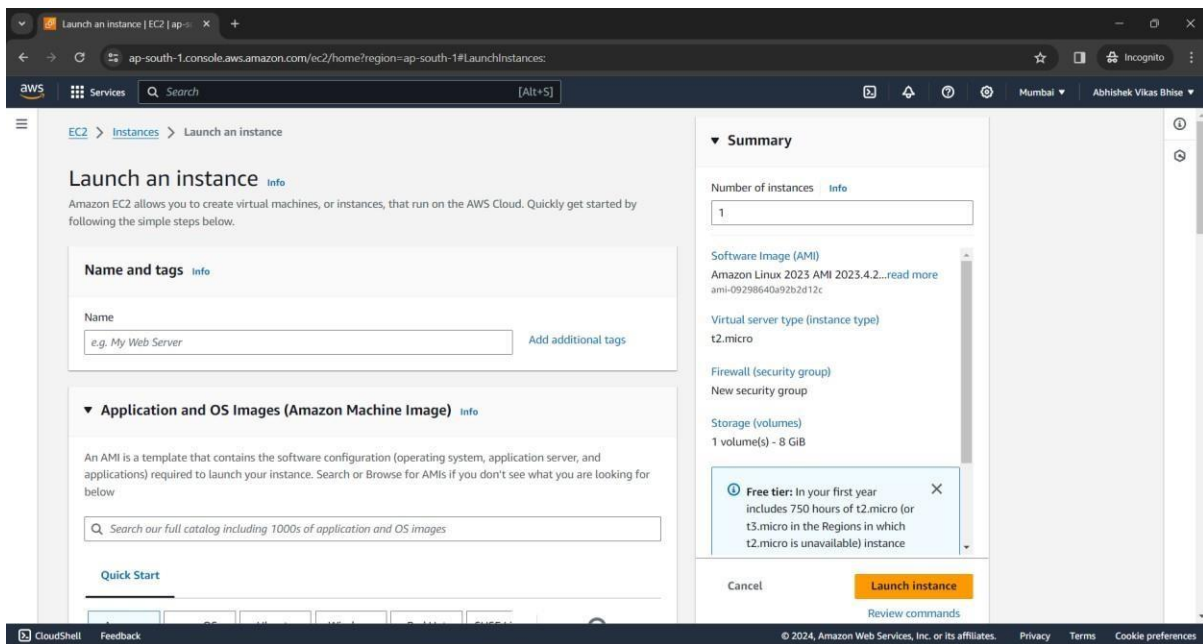 Launch an instance | EC2 | ap-s
ap-south-1.console.aws.amazon.com/ec2/home?region=ap-south-1#LaunchInstances:
Incognito
aws
Services
Search
[Alt+S]
Mumbai
Abhishek Vikas Bhise
EC2 > Instances > Launch an instance
Launch an instance Info
Amazon EC2 allows you to create virtual machines, or instances, that run on the AWS Cloud. Quickly get started by
following the simple steps below.
Name and tags Info
Name
e.g. My Web Server
Add additional tags
Application and OS Images (Amazon Machine Image) Info
An AMI is a template that contains the software configuration (operating system, application server, and
applications) required to launch your instance. Search or Browse for AMIs if you don't see what you are looking for
below
Search our full catalog including 1000s of application and OS images
Quick Start
Summary
Number of instances Info
1
Software Image (AMI)
Amazon Linux 2023 AMI 2023.4.2...read more
ami-09298640a92b2d12c
Virtual server type (instance type)
t2.micro
Firewall (security group)
New security group
Storage (volumes)
1 volume(s) - 8 GiB
Free tier: In your first year
includes 750 hours of t2.micro (or
t3.micro in the Regions in which
t2.micro is unavailable) instance
Cancel
Launch instance
Review commands
CloudShell
Feedback
© 2024, Amazon Web Services, Inc. or its affiliates.
Privacy
Terms
Cookie preferences